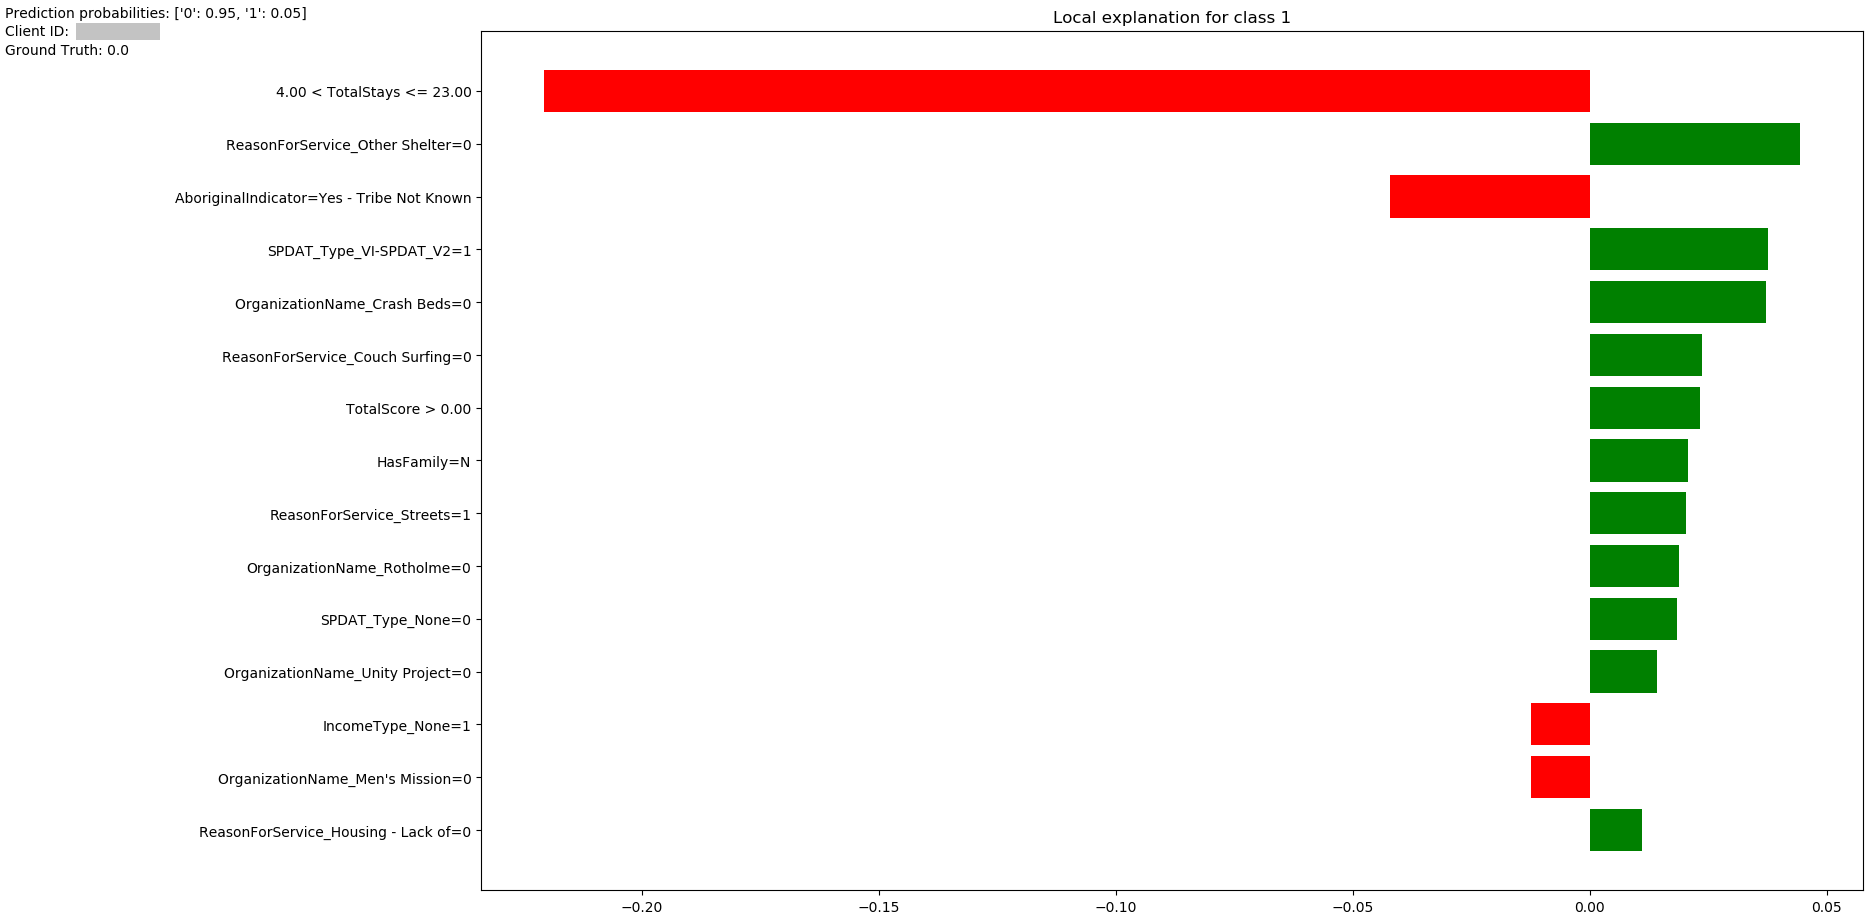 Prediction probabilities: ['0': 0.95, '1': 0.05]
Client ID:
Ground Truth: 0.0
Local explanation for class 1
4.00 < TotalStays <= 23.00
ReasonForService_Other Shelter=0
AboriginalIndicator=Yes - Tribe Not Known
SPDAT_Type_VI-SPDAT_V2=1
OrganizationName_Crash Beds=0
ReasonForService_Couch Surfing=0
TotalScore > 0.00
HasFamily=N
ReasonForService_Streets=1
OrganizationName_Rotholme=0
SPDAT_Type_None=0
OrganizationName_Unity Project=0
IncomeType_None=1
OrganizationName_Men's Mission=0
ReasonForService_Housing - Lack of=0
−0.20 −0.15 −0.10 −0.05 0.00 0.05